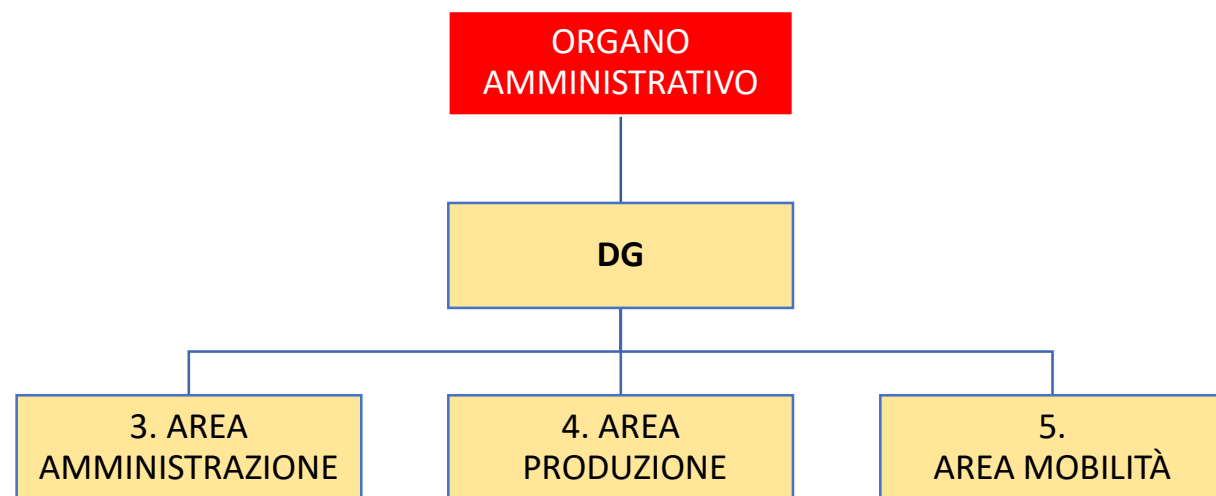 ORGANO
AMMINISTRATIVO
DG
3. AREA
AMMINISTRAZIONE
4. AREA
PRODUZIONE
5.
AREA MOBILITÀ